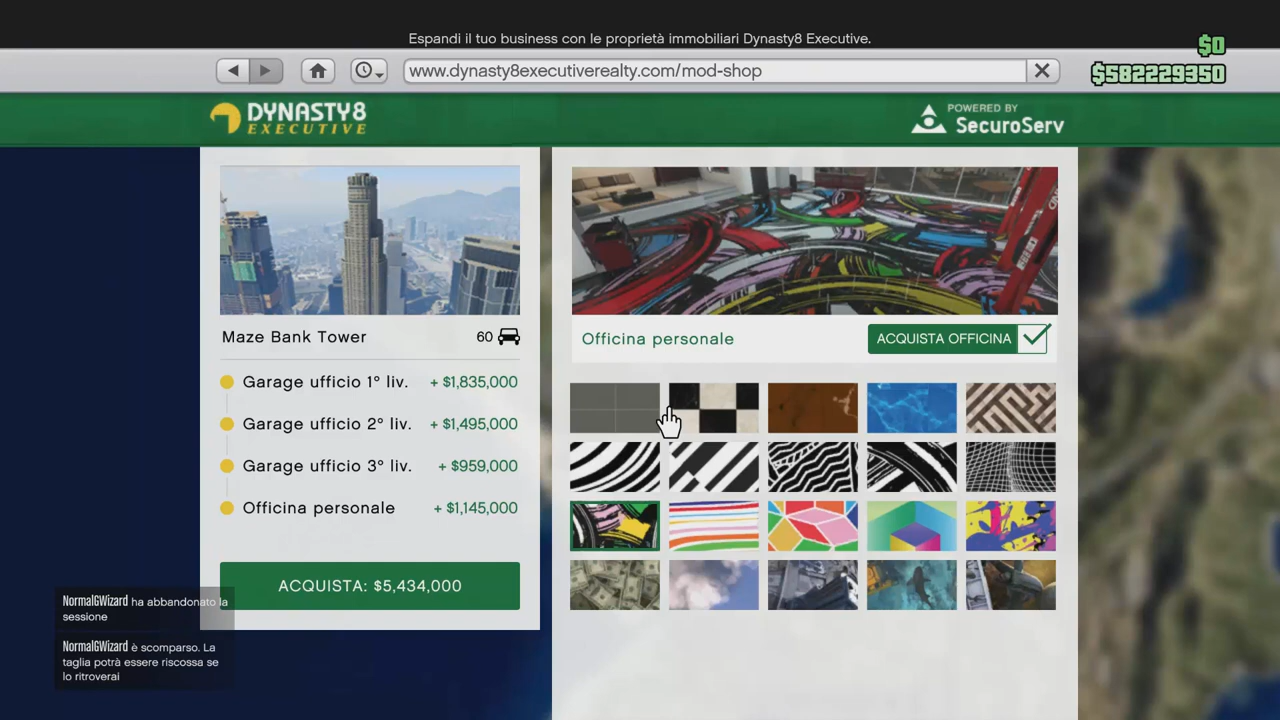 Espandi il tuo business con le proprietà immobiliari Dynasty8 Executive.
$0
www.dynasty8executiverealty.com/mod-shop
$582229350
DYNASTY8
EXECUTIVE
POWERED BY
SecuroServ
Maze Bank Tower
60
Garage ufficio 1° liv.
+ $1,835,000
Garage ufficio 2° liv.
+ $1,495,000
Garage ufficio 3° liv.
+ $959,000
Officina personale
+ $1,145,000
ACQUISTA: $5,434,000
Officina personale
ACQUISTA OFFICINA
NormalGWizard ha abbandonato la
sessione
NormalGWizard è scomparso. La
taglia potrà essere riscossa se
lo ritroverai